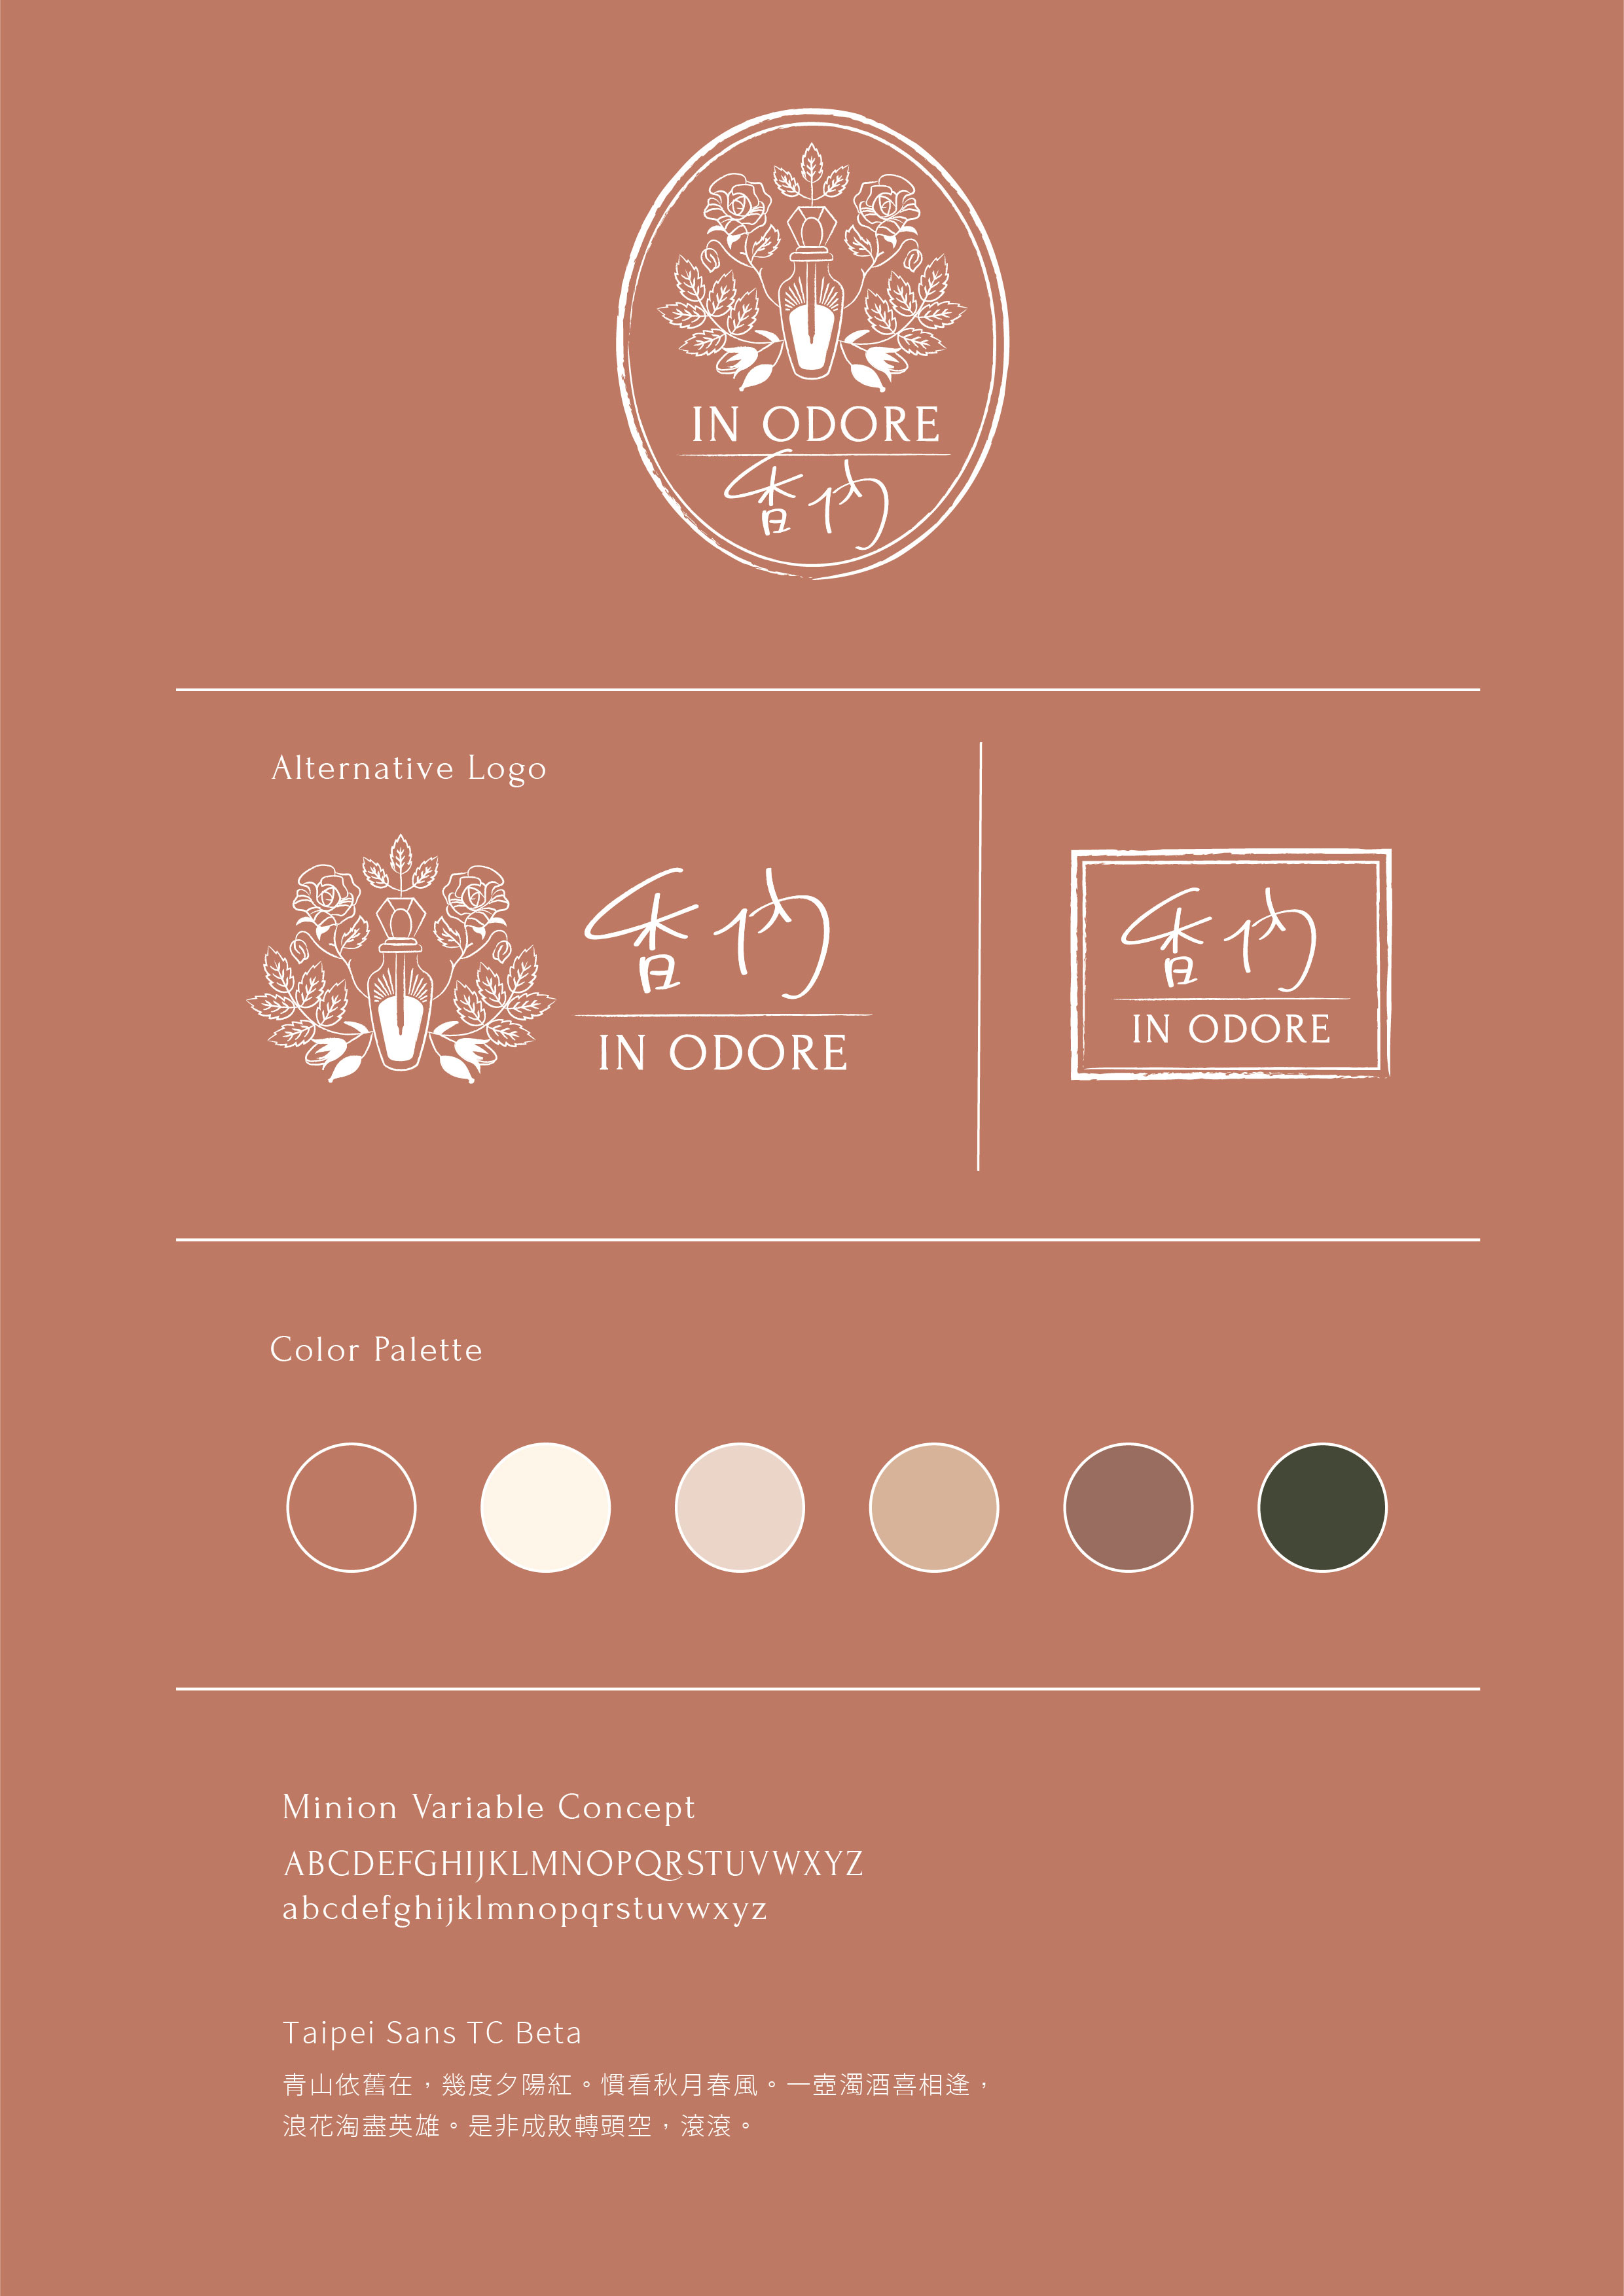 IN ODORE
香內
Alternative Logo
香內
IN ODORE
香內
IN ODORE
Color Palette
Minion Variable Concept
ABCDEFGHIJKLMNOPQRSTUVWXYZ
abcdefghijklmnopqrstuvwxyz
Taipei Sans TC Beta
青山依舊在，幾度夕陽紅。慣看秋月春風。一壺濁酒喜相逢，
浪花淘盡英雄。是非成敗轉頭空，滾滾。